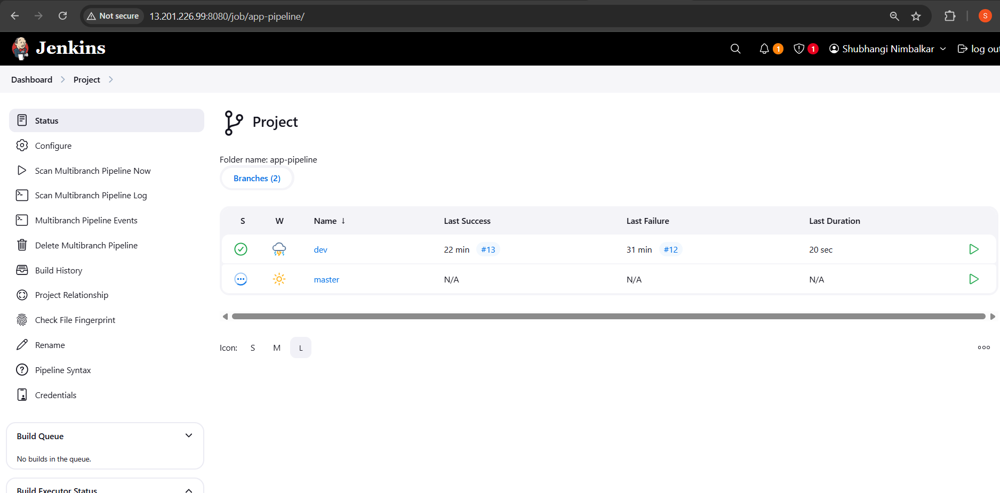 Not secure 13.201.226.99:8080/job/app-pipeline/ S
Jenkins 1 1 Shubhangi Nimbalkar log out
Dashboard Project
Status
Configure
Scan Multibranch Pipeline Now
Scan Multibranch Pipeline Log
Multibranch Pipeline Events
Delete Multibranch Pipeline
Build History
Project Relationship
Check File Fingerprint
Rename
Pipeline Syntax
Credentials
Build Queue
No builds in the queue.
Build Executor Status
Project
Folder name: app-pipeline
Branches (2)
S W Name ↓ Last Success Last Failure Last Duration
dev 22 min #13 31 min #12 20 sec
master N/A N/A N/A
Icon: S M L